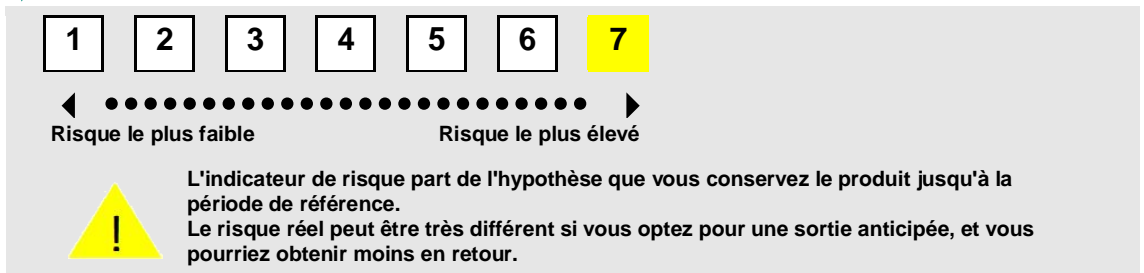 1 2 3 4 5 6 7
Risque le plus faible Risque le plus élevé
L'indicateur de risque part de l'hypothèse que vous conservez le produit jusqu'à la
période de référence.
Le risque réel peut être très différent si vous optez pour une sortie anticipée, et vous
pourriez obtenir moins en retour.
!